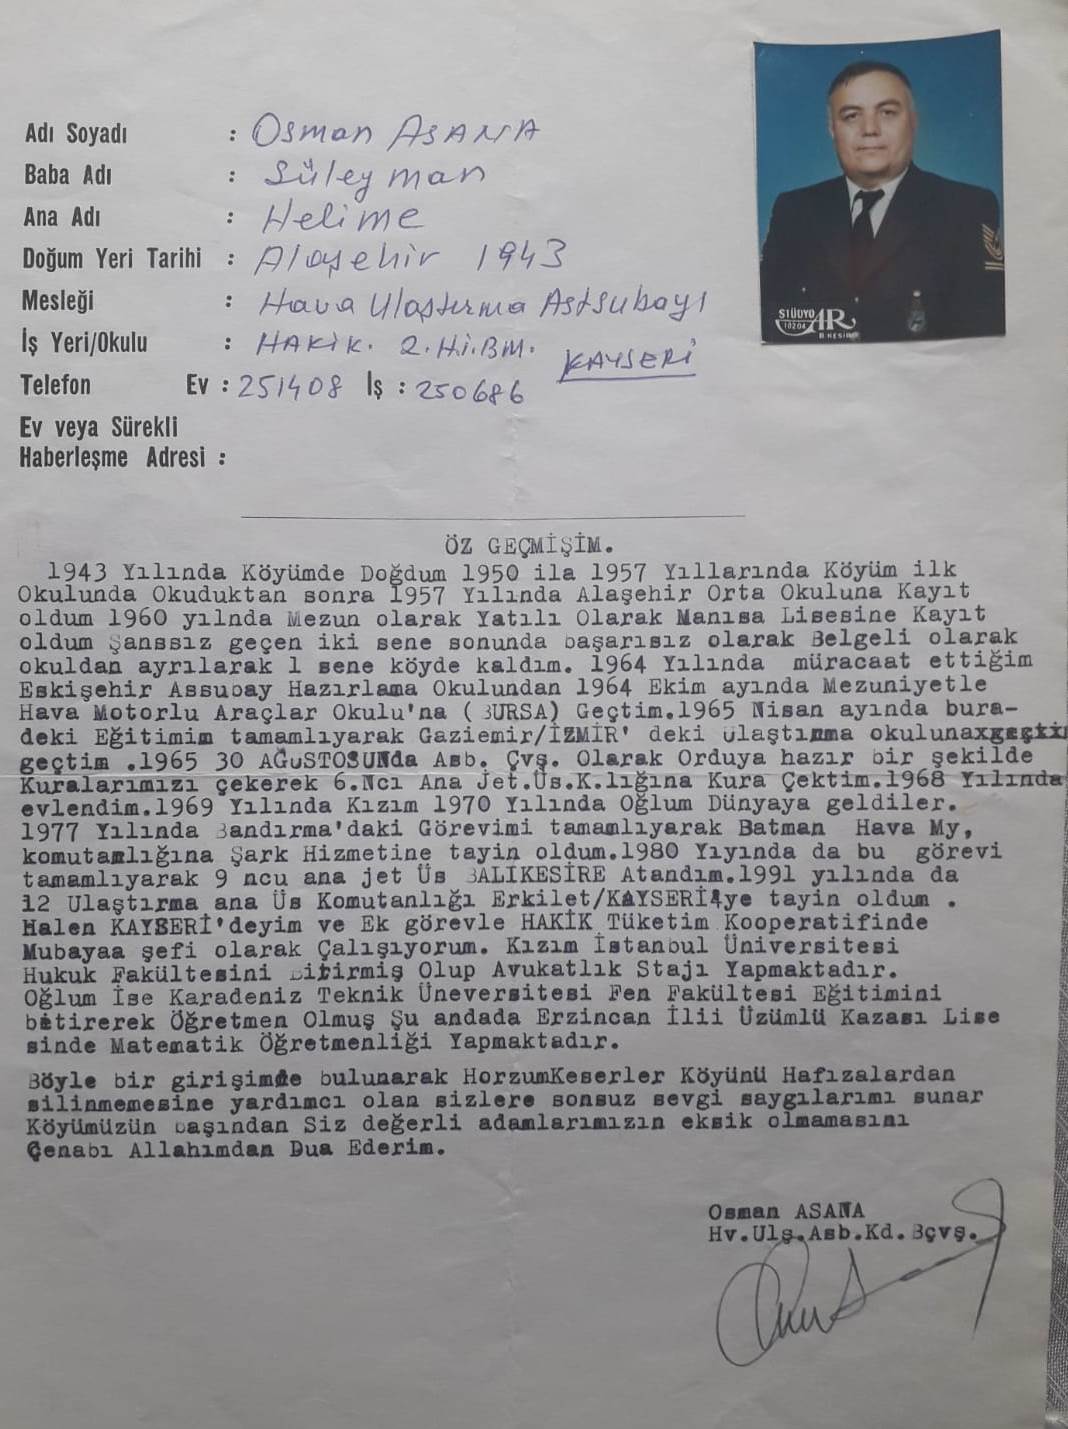 Adı Soyadı : Osman ASANA
Baba Adı : Süleyman
Ana Adı : Helime
Doğum Yeri Tarihi : Alaşehir 1943
Mesleği : Hava Ulaştırma Astsubayı
İş Yeri/Okulu : HAKİK. 2.Hi.BM. KAYSERİ
Telefon Ev : 251408 İş : 250686
Ev veya Sürekli
Haberleşme Adresi :
STÜDYO AR
10204
ÖZ GEÇMİŞİM.
1943 Yılında Köyümde Doğdum 1950 ila 1957 Yıllarında Köyüm ilk
Okulunda Okuduktan sonra 1957 Yılında Alaşehir Orta Okuluna Kayıt
oldum 1960 yılnda Mezun olarak Yatılı Olarak Manisa Lisesine Kayıt
oldum Şanssız geçen iki sene sonunda başarısız olarak Belgeli olarak
okuldan ayrılarak 1 sene köyde kaldım. 1964 Yılında müracaat ettiğim
Eskişehir Assubay Hazırlama Okulundan 1964 Ekim ayında Mezuniyetle
Hava Motorlu Araçlar Okulu'na ( BURSA) Geçtim.1965 Nisan ayında bura-
deki Eğitimim tamamlıyarak Gaziemir/İZMİR' deki Ulaştırma okulunaxgeçti
geçtim .1965 30 AĞUSTOSUNda Asb. Çvş. Olarak Orduya hazır bir şekilde
Kuralarımızı çekerek 6.Ncı Ana Jet.Üs.K.lığına Kura Çektim.1968 Yılında
evlendim.1969 Yılında Kızım 1970 Yılında Oğlum Dünyaya geldiler.
1977 Yılında Bandırma'daki Görevimi tamamlıyarak Batman Hava My,
komutanlığına Şark Hizmetine tayin oldum.1980 Yıyında da bu görevi
tamamlıyarak 9 ncu ana jet Üs BALIKESİRE Atandım.1991 yılında da
12 Ulaştırma ana Üs Komutanlığı Erkilet/KAYSERİ'ye tayin oldum .
Halen KAYSERİ'deyim ve Ek görevle HAKİK Tüketim Kooperatifinde
Mubayaa şefi olarak Çalışıyorum. Kızım İstanbul Üniversitesi
Hukuk Fakültesini bitirmiş Olup Avukatlık Stajı Yapmaktadır.
Oğlum İse Karadeniz Teknik Üneversitesi Fen Fakültesi Eğitimini
bitirerek Öğretmen Olmuş Şu andada Erzincan İlii Üzümlü Kazası Lise
sinde Matematik Öğretmenliği Yapmaktadır.
Böyle bir girişimde bulunarak HorzumKeserler Köyünü Hafızalardan
silinmemesine yardımcı olan sizlere sonsuz sevgi saygılarımı sunar
Köyümüzün başından Siz değerli adamlarımızın eksik olmamasını
Çenabı Allahımdan Dua Ederim.
Osman ASANA
Hv.Ulş.Asb.Kd.Bçvş.